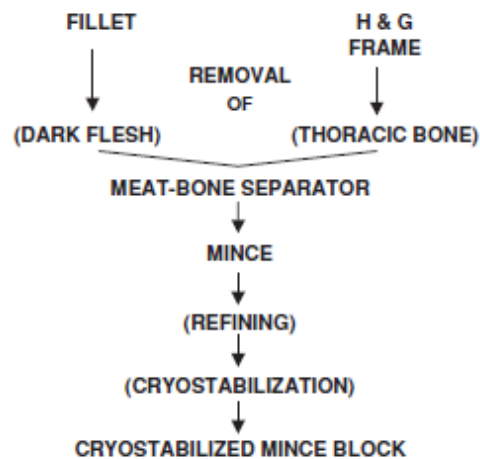 FILLET
H & G
FRAME
REMOVAL
OF
(DARK FLESH)
(THORACIC BONE)
MEAT-BONE SEPARATOR
MINCE
(REFINING)
(CRYOSTABILIZATION)
CRYOSTABILIZED MINCE BLOCK